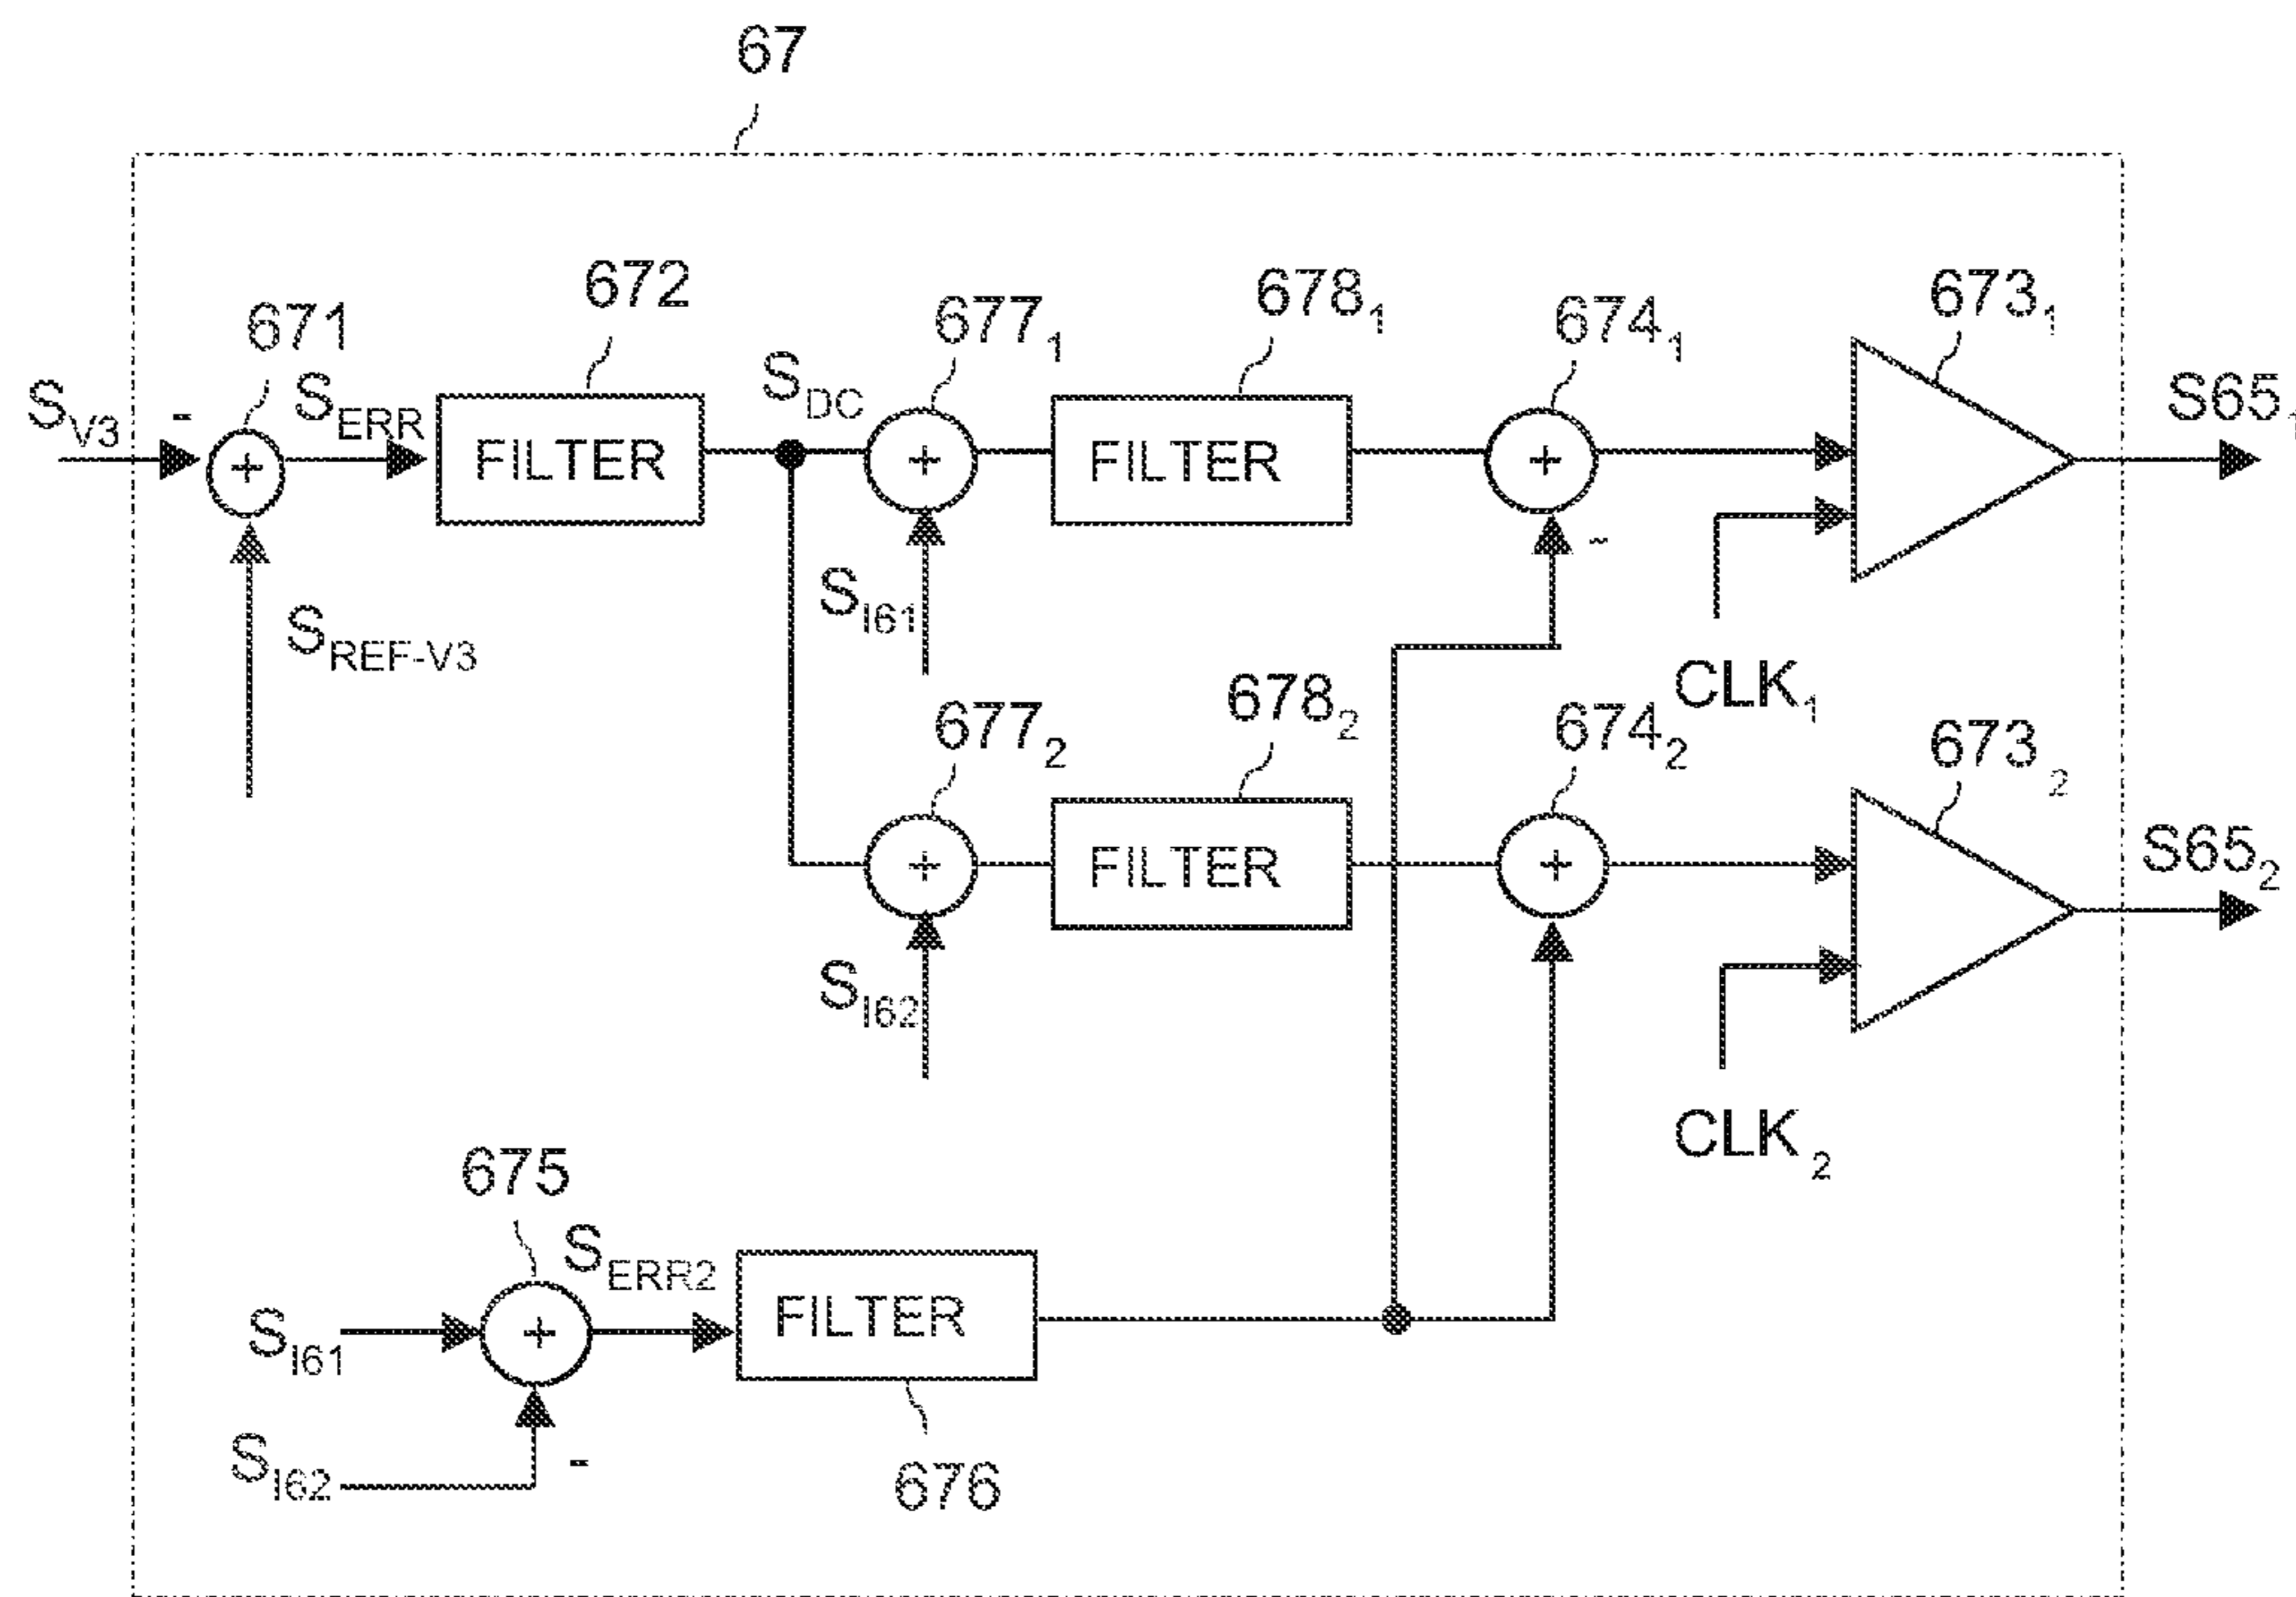 67
672
678₁
673₁
671
677₁
674₁
S_DC
S_V3
-
S_ERR
S65₁
+
FILTER
+
FILTER
+
-
S_I61
S_REF-V3
CLK₁
678₂
677₂
674₂
673₂
S65₂
+
FILTER
+
S_I62
CLK₂
675
S_ERR2
S_I61
+
FILTER
S_I62
-
676